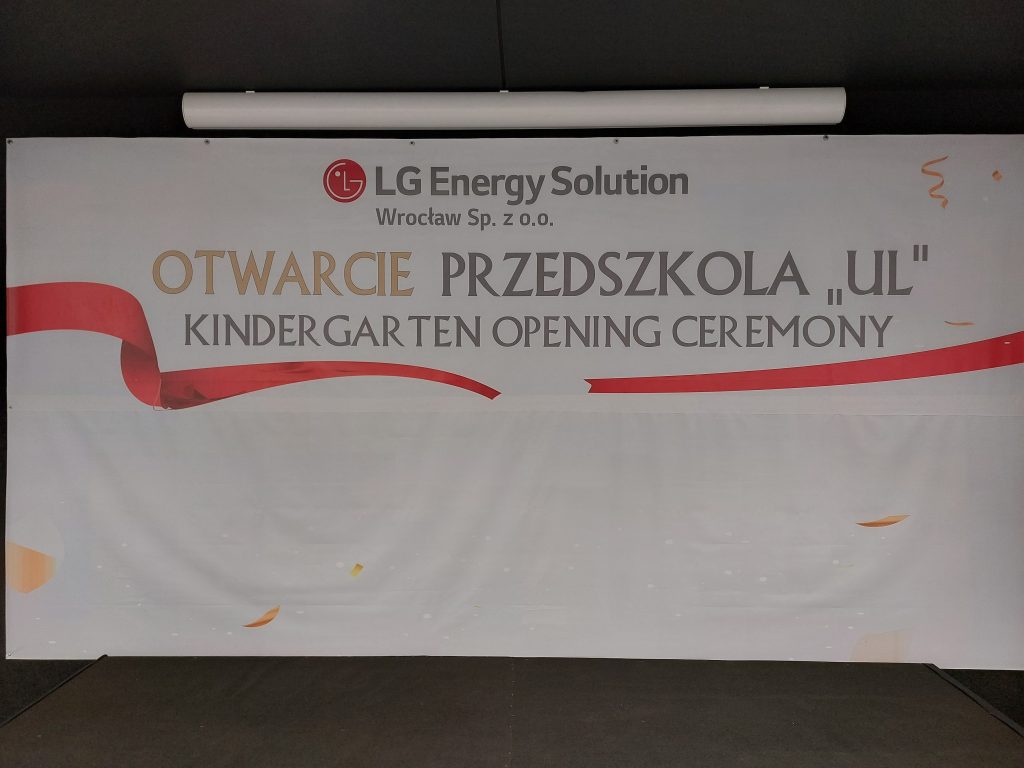 LG Energy Solution
Wrocław Sp. z o.o.
OTWARCIE PRZEDSZKOLA „UL"
KINDERGARTEN OPENING CEREMONY